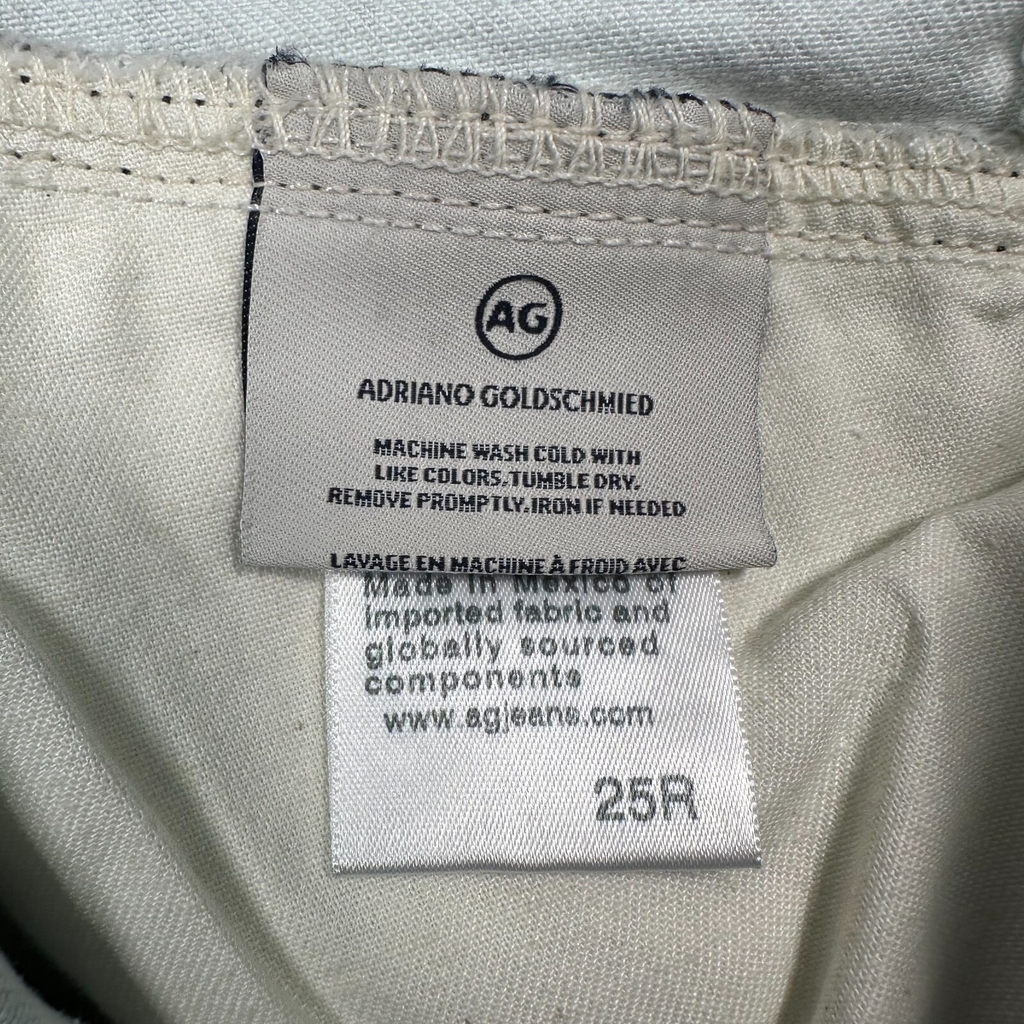 AG
ADRIANO GOLDSCHMIED
MACHINE WASH COLD WITH
LIKE COLORS.TUMBLE DRY.
REMOVE PROMPTLY.IRON IF NEEDED
LAVAGE EN MACHINE À FROID AVEC
Made in Mexico of
imported fabric and
globally sourced
components
www.agjeans.com
25R